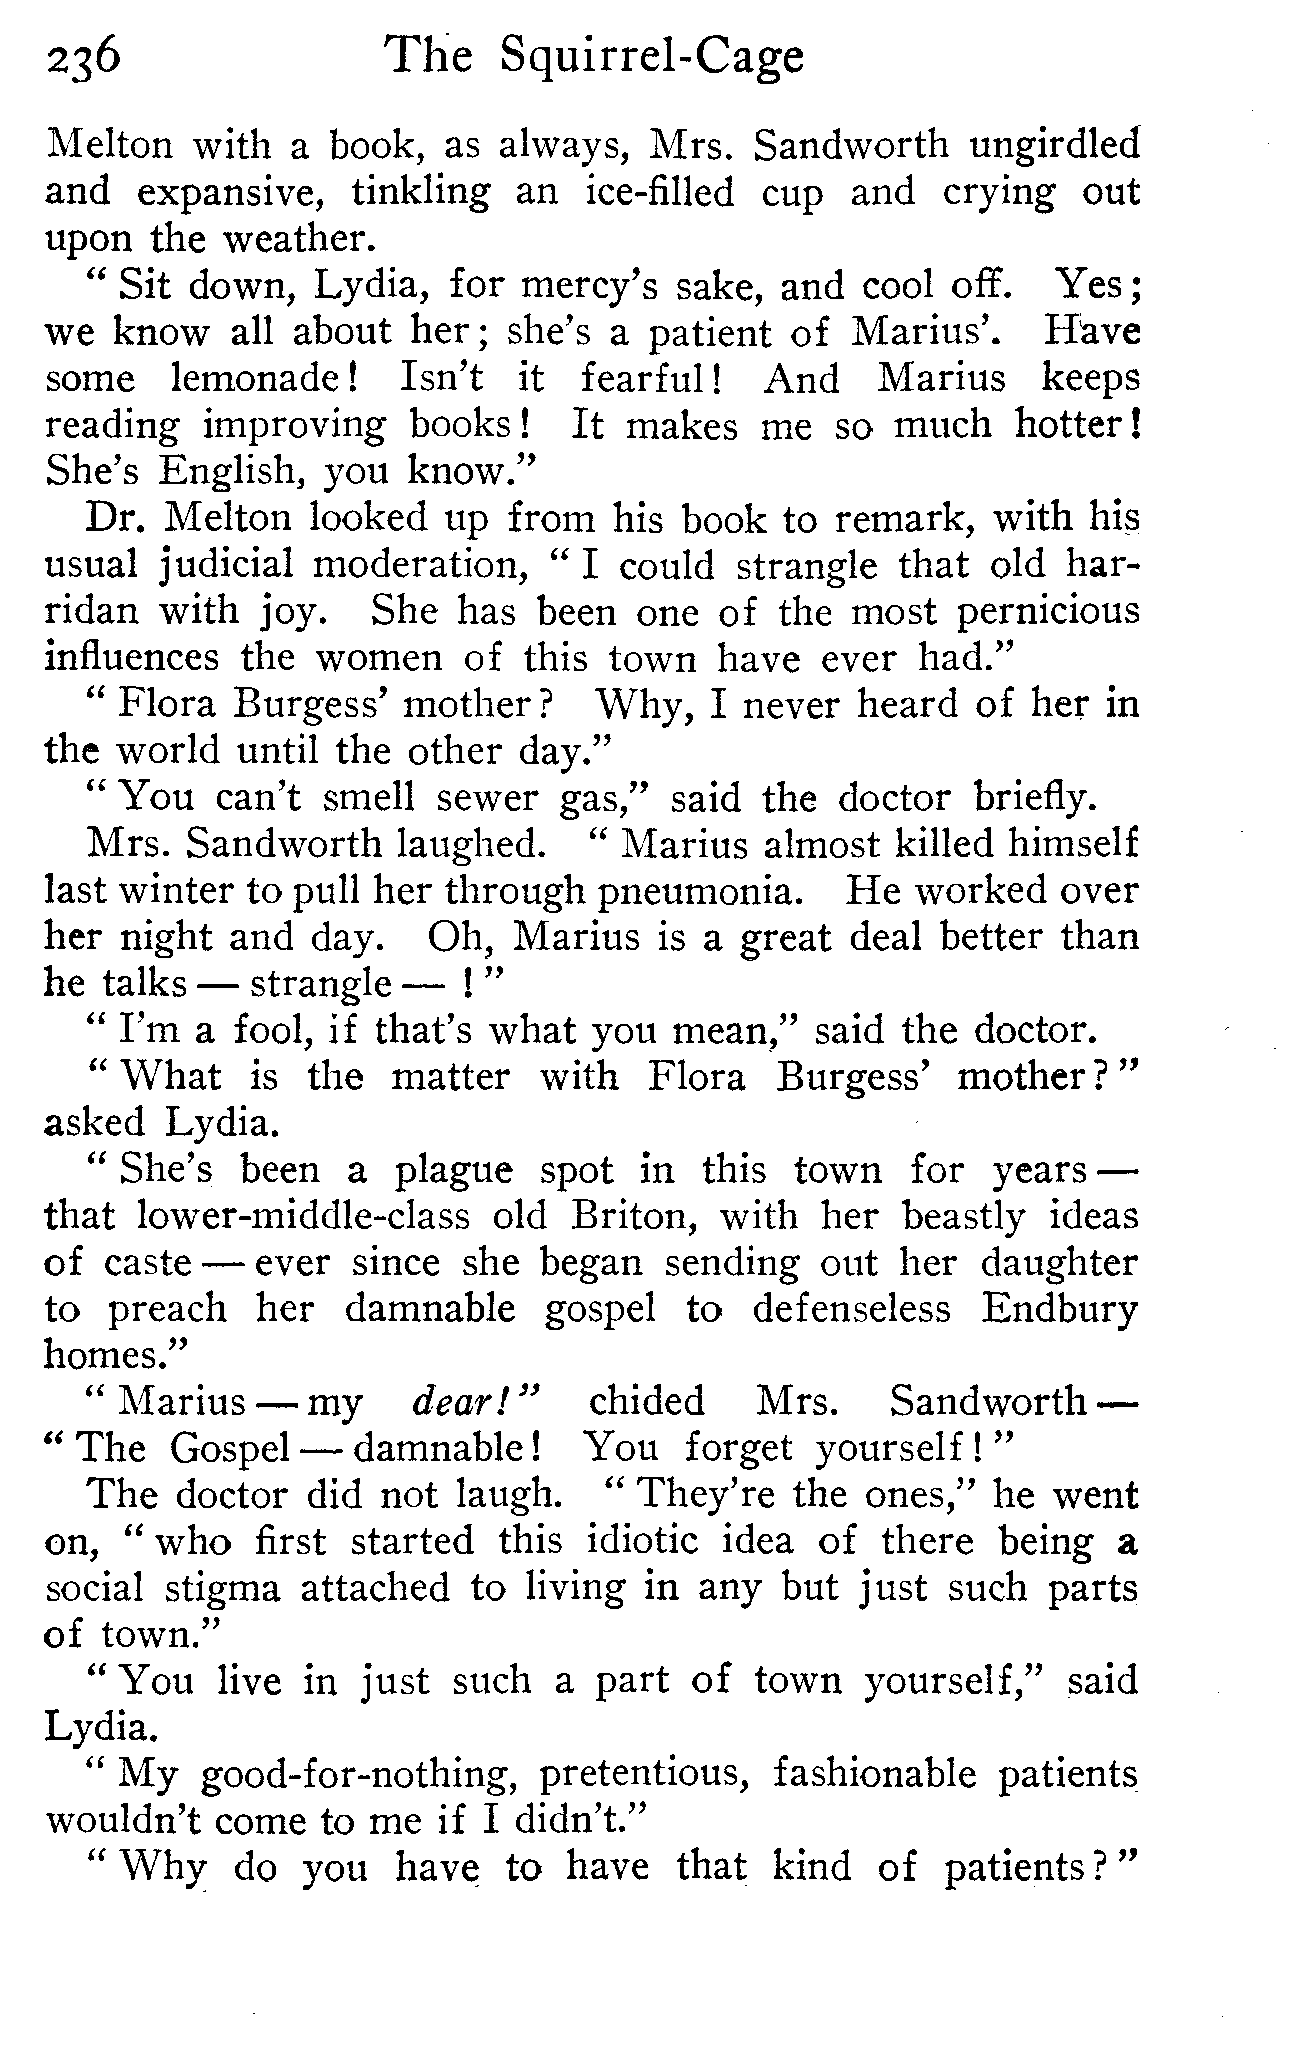 236 The Squirrel-Cage
Melton with a book, as always, Mrs. Sandworth ungirdled
and expansive, tinkling an ice-filled cup and crying out
upon the weather.
“ Sit down, Lydia, for mercy’s sake, and cool off. Yes;
we know all about her; she’s a patient of Marius’. Have
some lemonade! Isn’t it fearful! And Marius keeps
reading improving books! It makes me so much hotter!
She’s English, you know.”
Dr. Melton looked up from his book to remark, with his
usual judicial moderation, “ I could strangle that old har-
ridan with joy. She has been one of the most pernicious
influences the women of this town have ever had.”
“ Flora Burgess’ mother? Why, I never heard of her in
the world until the other day.”
“ You can’t smell sewer gas,” said the doctor briefly.
Mrs. Sandworth laughed. “ Marius almost killed himself
last winter to pull her through pneumonia. He worked over
her night and day. Oh, Marius is a great deal better than
he talks — strangle — ! ”
“ I’m a fool, if that’s what you mean,” said the doctor.
“ What is the matter with Flora Burgess’ mother? ”
asked Lydia.
“ She’s been a plague spot in this town for years —
that lower-middle-class old Briton, with her beastly ideas
of caste — ever since she began sending out her daughter
to preach her damnable gospel to defenseless Endbury
homes.”
“ Marius — my dear! ” chided Mrs. Sandworth —
“ The Gospel — damnable! You forget yourself! ”
The doctor did not laugh. “ They’re the ones,” he went
on, “ who first started this idiotic idea of there being a
social stigma attached to living in any but just such parts
of town.”
“ You live in just such a part of town yourself,” said
Lydia.
“ My good-for-nothing, pretentious, fashionable patients
wouldn’t come to me if I didn’t.”
“ Why do you have to have that kind of patients? ”